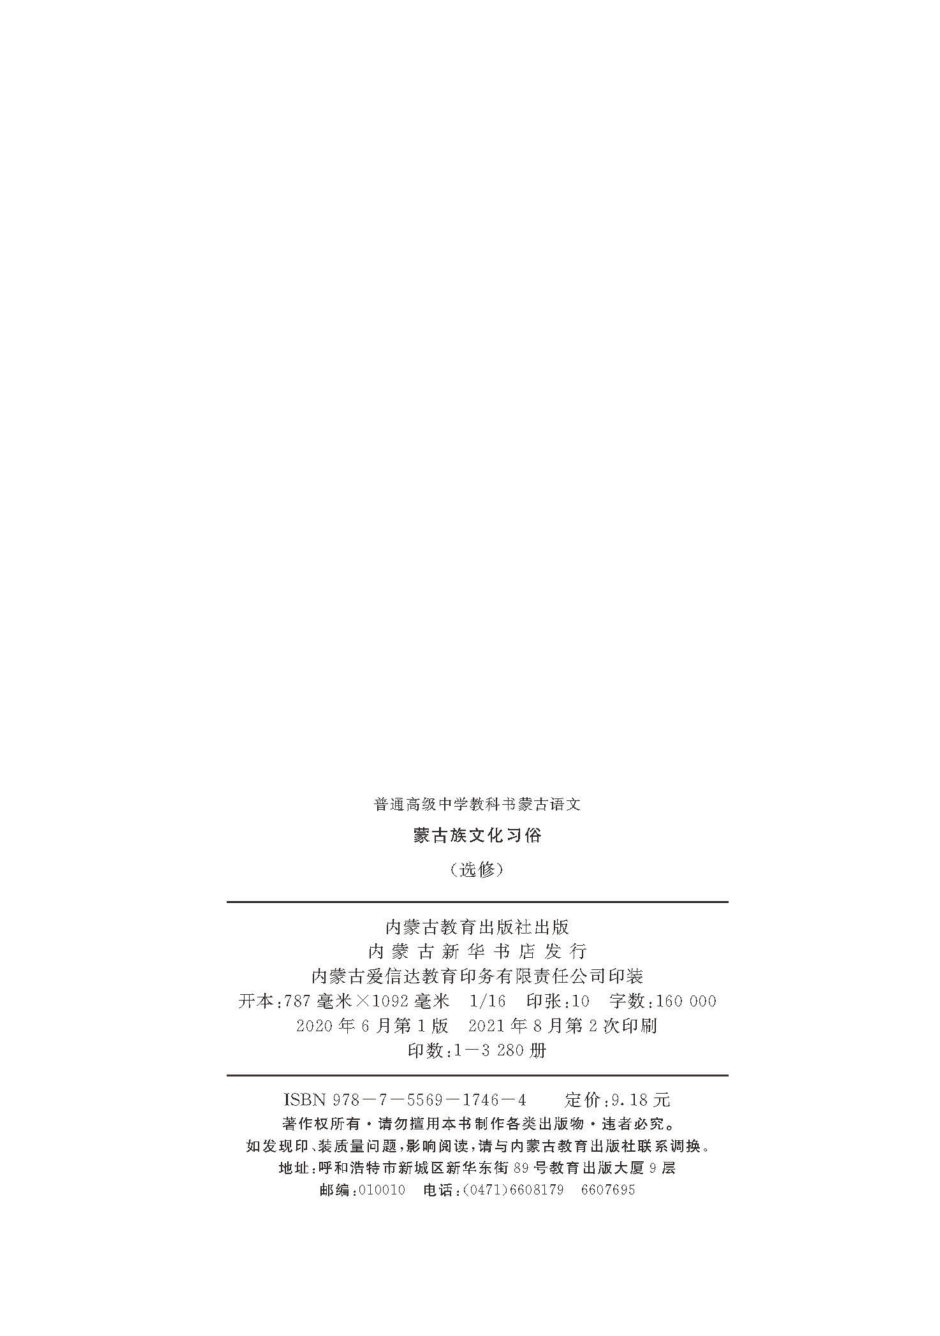 普通高级中学教科书蒙古语文
蒙古族文化习俗
（选修）
内蒙古教育出版社出版
内蒙古新华书店发行
内蒙古爱信达教育印务有限责任公司印装
开本:787 毫米×1092 毫米　1/16　印张:10　字数:160 000
2020 年 6 月第 1 版　2021 年 8 月第 2 次印刷
印数:1—3 280 册
ISBN 978－7－5569－1746－4　　定价:9.18 元
著作权所有·请勿擅用本书制作各类出版物·违者必究。
如发现印、装质量问题,影响阅读,请与内蒙古教育出版社联系调换。
地址:呼和浩特市新城区新华东街 89 号教育出版大厦 9 层
邮编:010010　电话:(0471)6608179　6607695